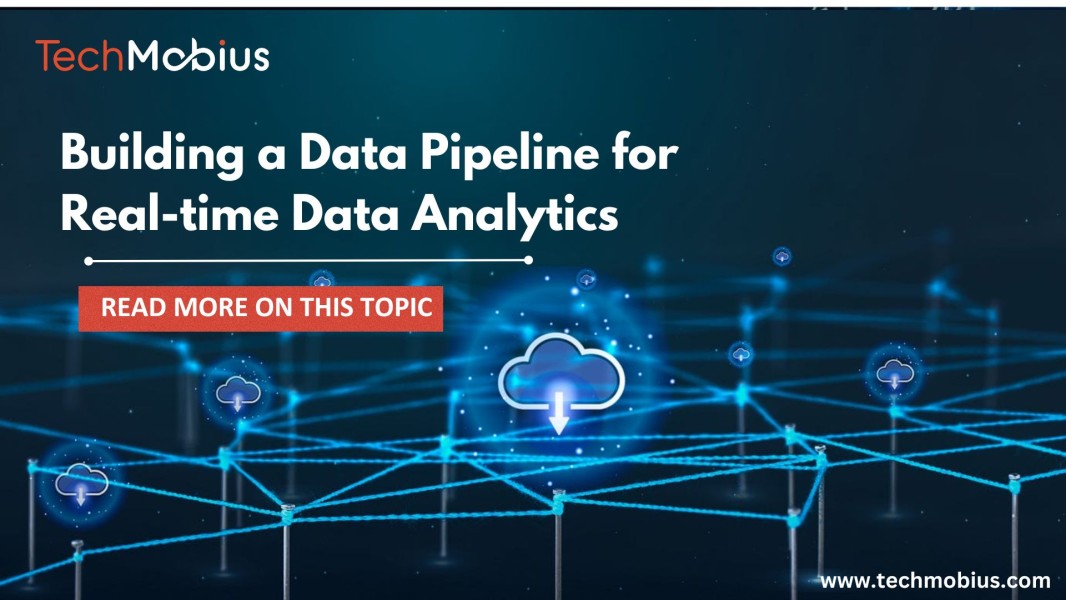 TechMobius
Building a Data Pipeline for
Real-time Data Analytics
READ MORE ON THIS TOPIC
www.techmobius.com